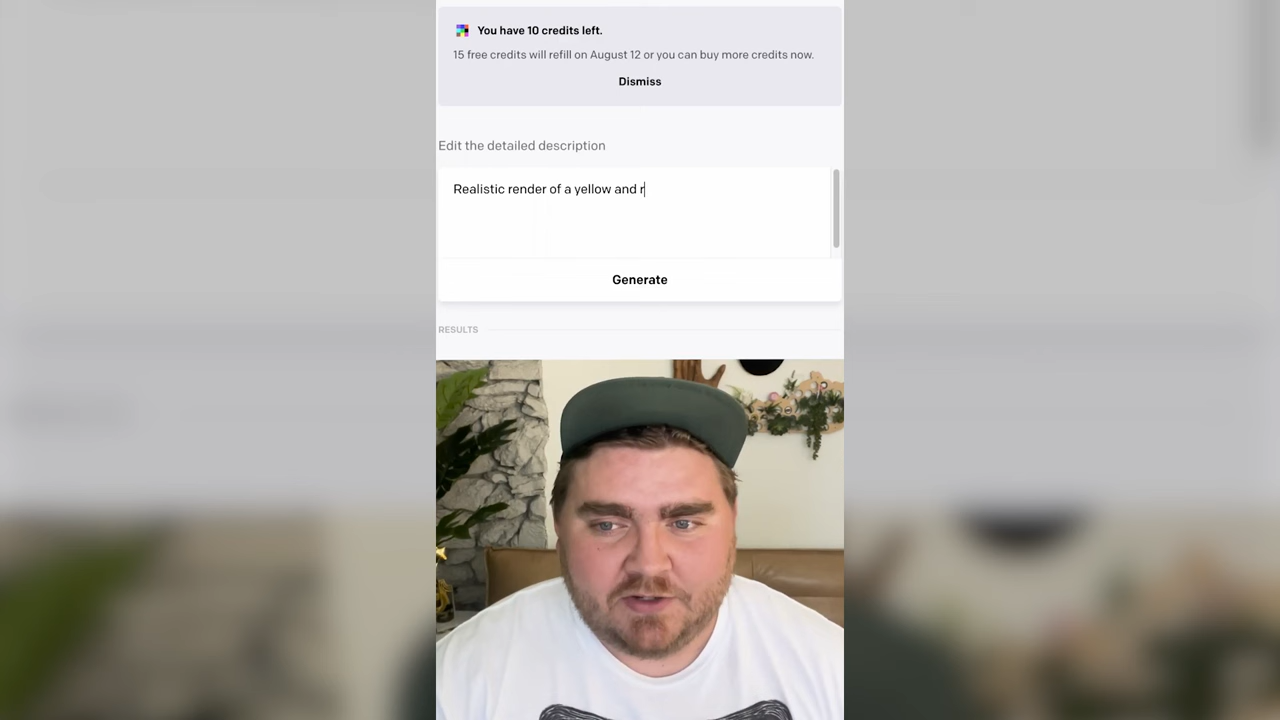 You have 10 credits left.
15 free credits will refill on August 12 or you can buy more credits now.
Dismiss
Edit the detailed description
Realistic render of a yellow and r
Generate
RESULTS